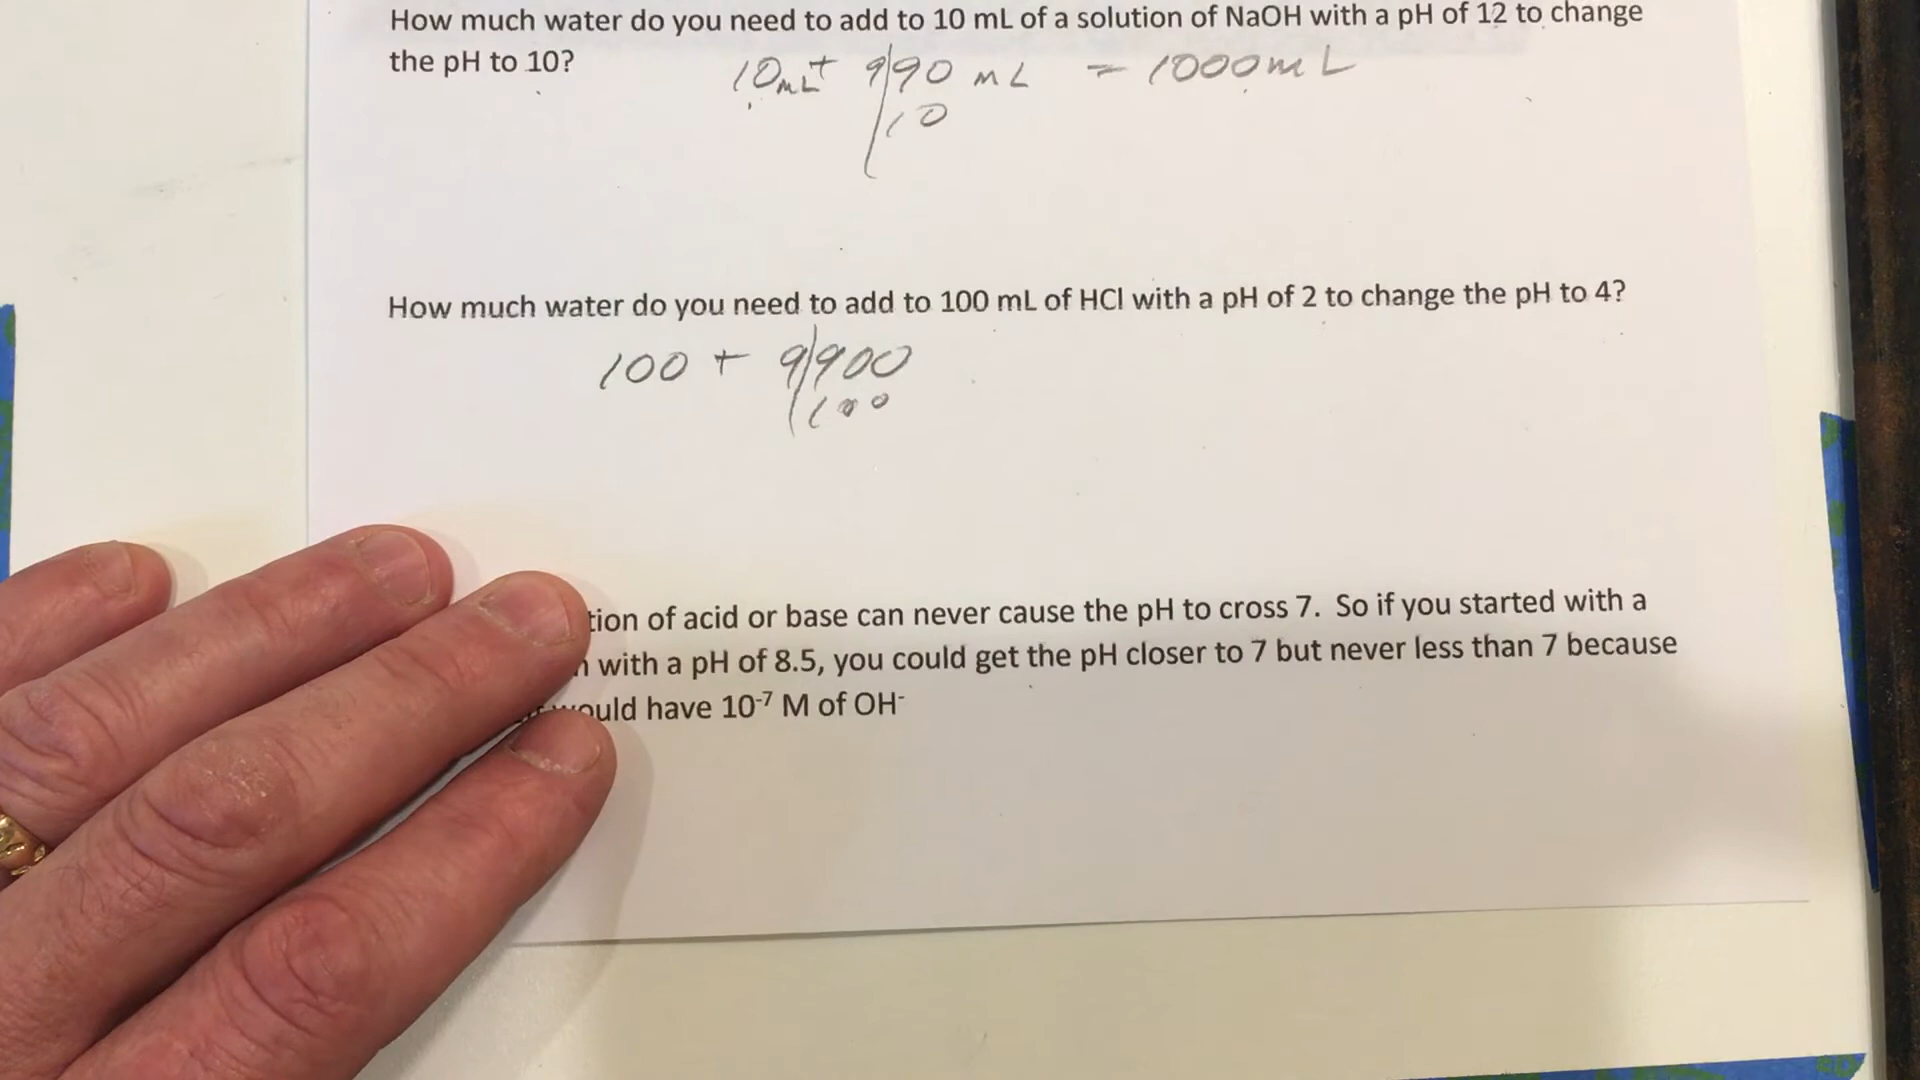 How much water do you need to add to 10 mL of a solution of NaOH with a pH of 12 to change
the pH to 10?
10mL + 990 mL = 1000mL
10
How much water do you need to add to 100 mL of HCl with a pH of 2 to change the pH to 4?
100 + 9900
100
tion of acid or base can never cause the pH to cross 7. So if you started with a
with a pH of 8.5, you could get the pH closer to 7 but never less than 7 because
would have 10⁻⁷ M of OH⁻